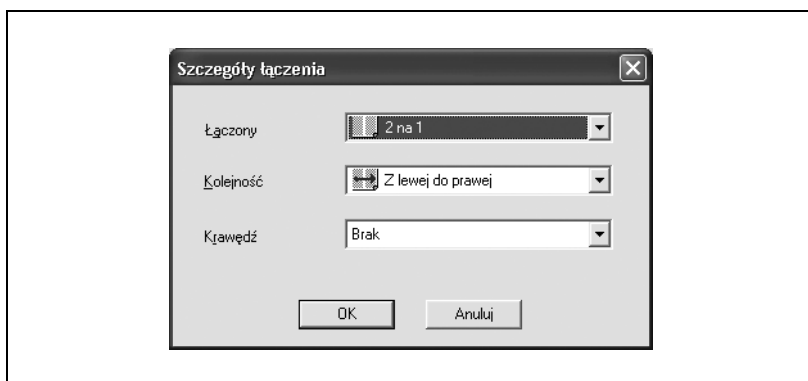 Szczegóły łączenia
Łączony 2 na 1
Kolejność Z lewej do prawej
Krawędź Brak
OK Anuluj